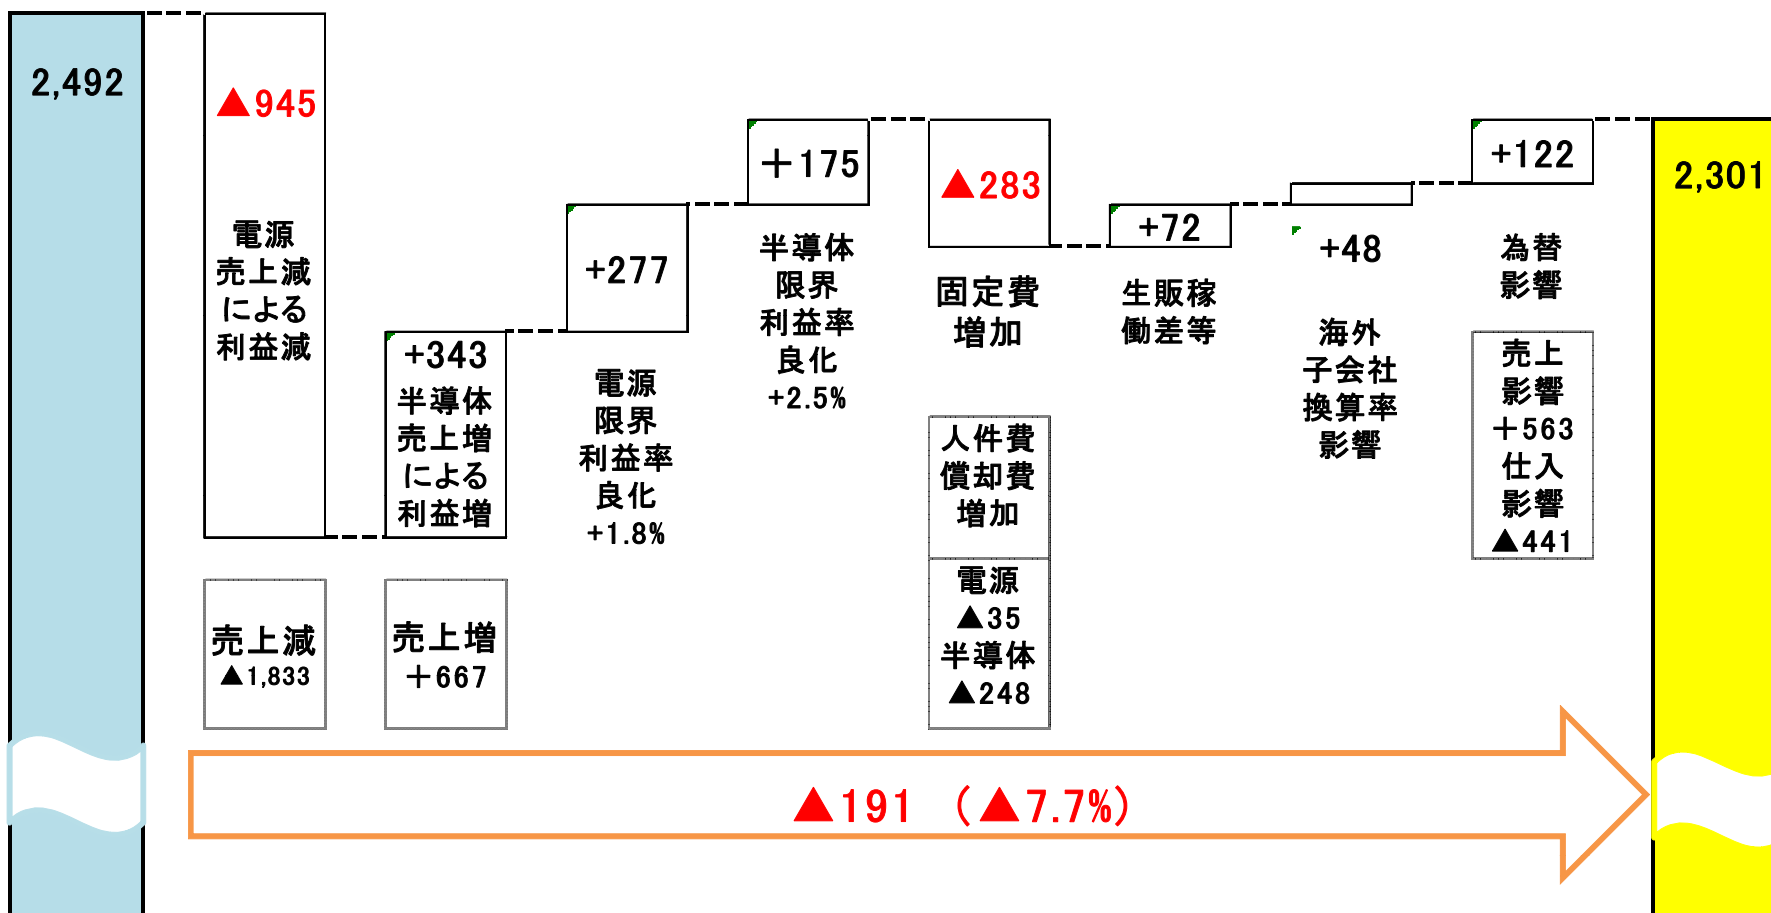 2,492
▲945
電源
売上減
による
利益減
売上減
▲1,833
+343
半導体
売上増
による
利益増
売上増
＋667
+277
電源
限界
利益率
良化
+1.8%
＋175
半導体
限界
利益率
良化
+2.5%
▲283
固定費
増加
人件費
償却費
増加
電源
▲35
半導体
▲248
+72
生販稼
働差等
+48
海外
子会社
換算率
影響
+122
為替
影響
売上
影響
＋563
仕入
影響
▲441
2,301
▲191 （▲7.7%）